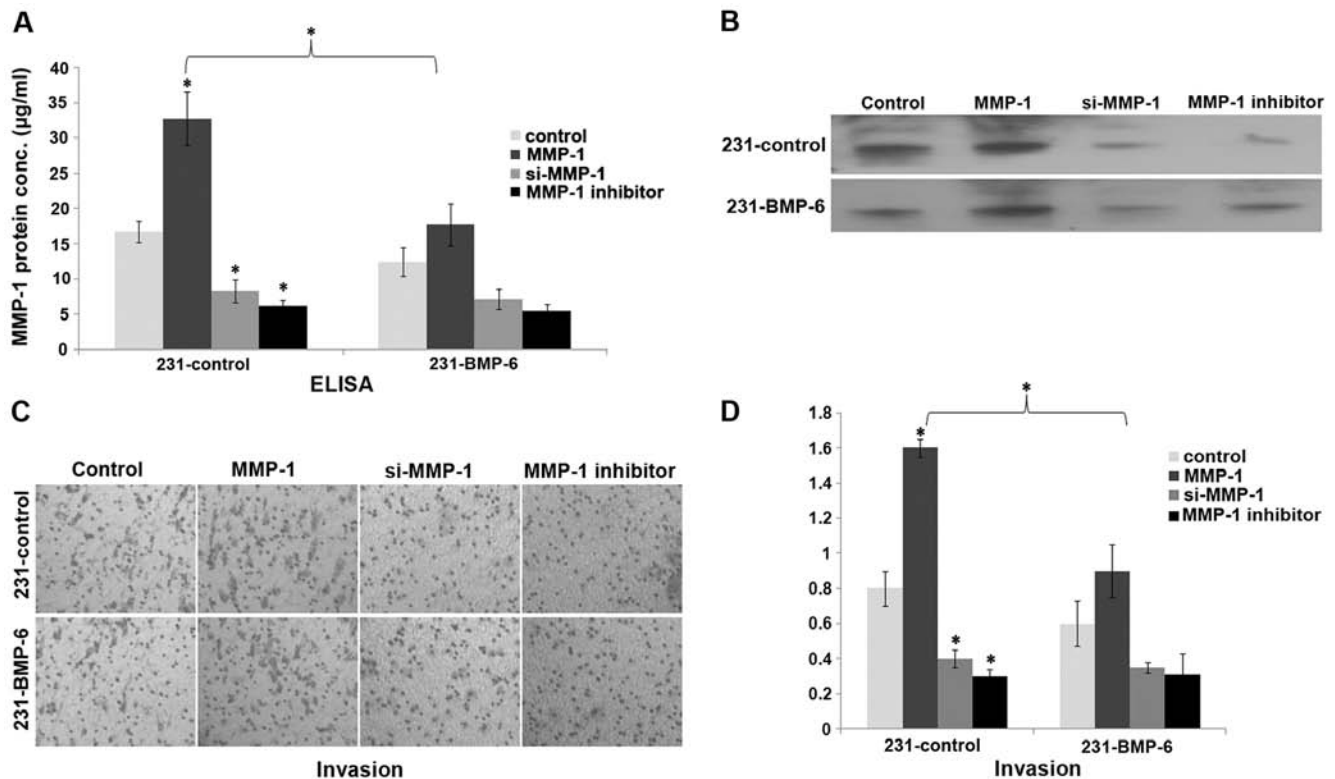 A
*
MMP-1 protein conc. (µg/ml)
40
35
30
25
20
15
10
5
0
*
*
*
control
MMP-1
si-MMP-1
MMP-1 inhibitor
231-control
231-BMP-6
ELISA
B
Control
MMP-1
si-MMP-1
MMP-1 inhibitor
231-control
231-BMP-6
C
Control
MMP-1
si-MMP-1
MMP-1 inhibitor
231-control
231-BMP-6
Invasion
D
*
1.8
1.6
1.4
1.2
1
0.8
0.6
0.4
0.2
0
*
*
*
control
MMP-1
si-MMP-1
MMP-1 inhibitor
231-control
231-BMP-6
Invasion